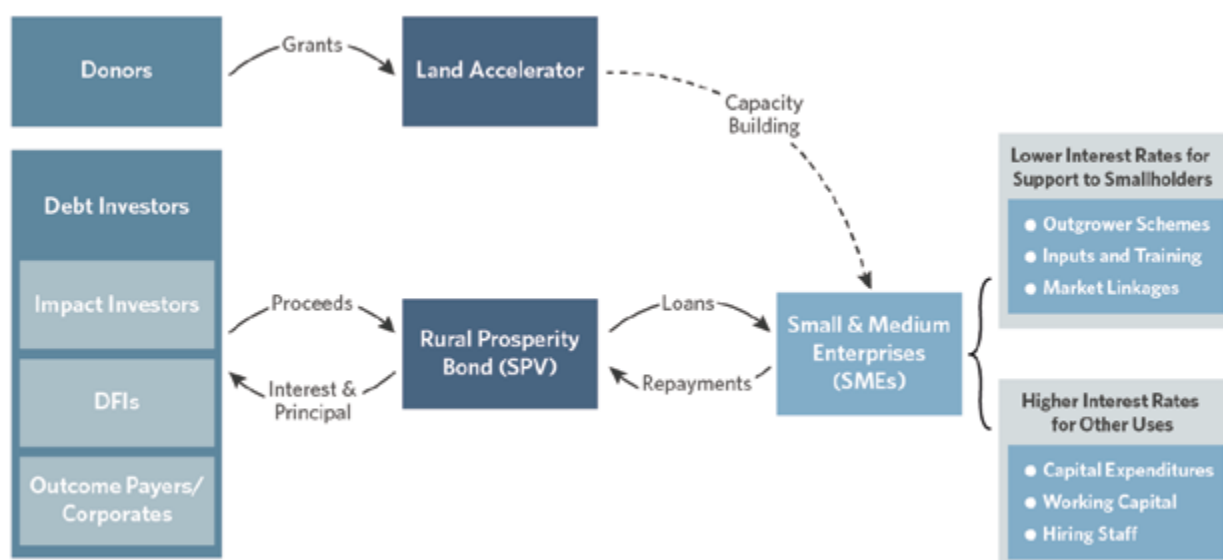 Donors
Grants
Land Accelerator
Capacity
Building
Debt Investors
Impact Investors
DFIs
Outcome Payers/
Corporates
Proceeds
Interest &
Principal
Rural Prosperity
Bond (SPV)
Loans
Repayments
Small & Medium
Enterprises
(SMEs)
Lower Interest Rates for
Support to Smallholders
● Outgrower Schemes
● Inputs and Training
● Market Linkages
Higher Interest Rates
for Other Uses
● Capital Expenditures
● Working Capital
● Hiring Staff